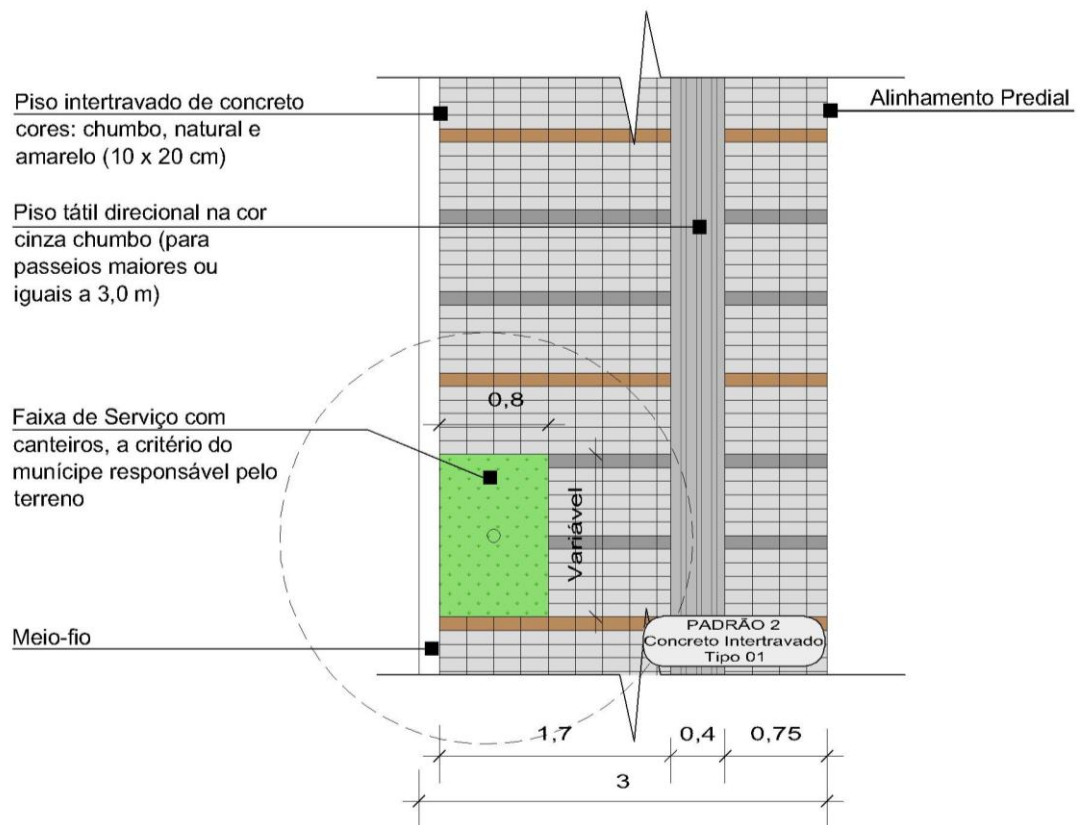 Piso intertravado de concreto
cores: chumbo, natural e
amarelo (10 x 20 cm)
Alinhamento Predial
Piso tátil direcional na cor
cinza chumbo (para
passeios maiores ou
iguais a 3,0 m)
0,8
Faixa de Serviço com
canteiros, a critério do
munícipe responsável pelo
terreno
Variável
Meio-fio
PADRÃO 2
Concreto Intertravado
Tipo 01
1,7
0,4
0,75
3